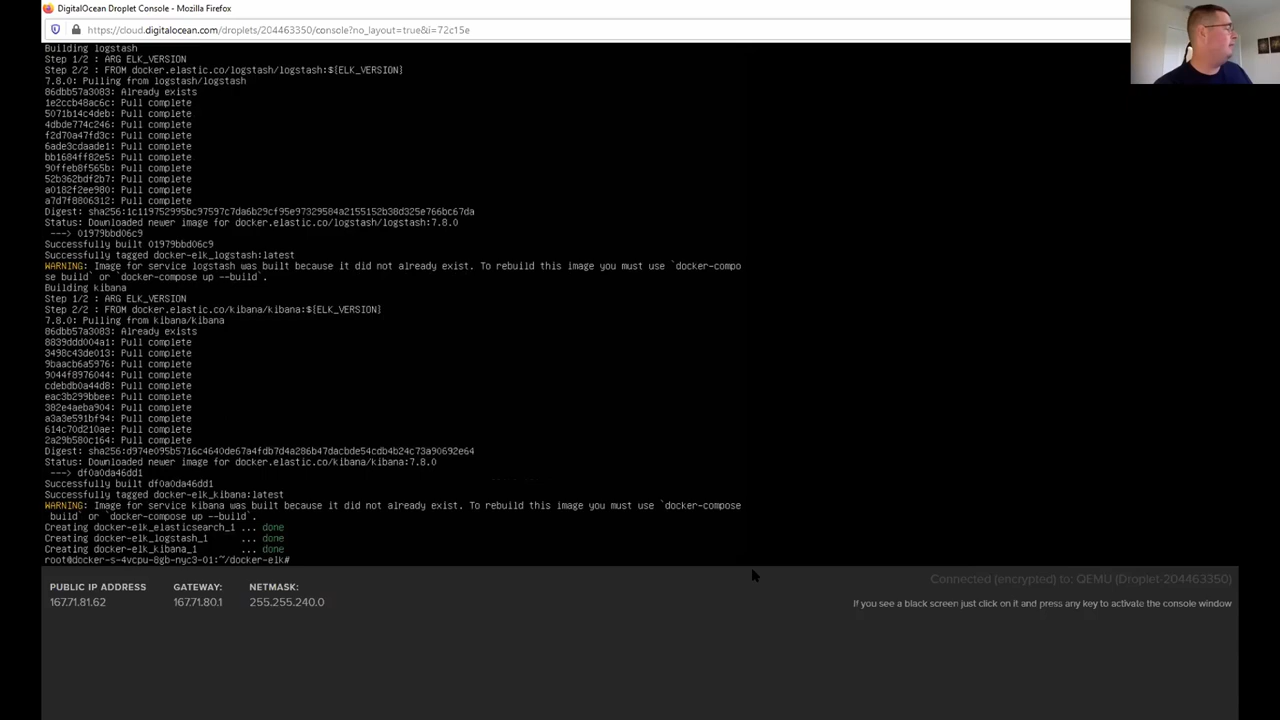 DigitalOcean Droplet Console - Mozilla Firefox
https://cloud.digitalocean.com/droplets/204463350/console?no_layout=true&i=72c15e
Building logstash
Step 1/2 : ARG ELK_VERSION
Step 2/2 : FROM docker.elastic.co/logstash/logstash:${ELK_VERSION}
7.8.0: Pulling from logstash/logstash
86dbb57a3083: Already exists
1e2ccb48ac6c: Pull complete
5071b14c4deb: Pull complete
4dbde774c246: Pull complete
f2d70a47fd3c: Pull complete
6ade3cdaade1: Pull complete
bb1684ff82e5: Pull complete
90ffeb8f565b: Pull complete
52b362bdf2b7: Pull complete
a0182f2ee980: Pull complete
a7d7f8806312: Pull complete
Digest: sha256:1c119752995bc97597c7da6b29cf95e97329584a2155152b38d325e766bc67da
Status: Downloaded newer image for docker.elastic.co/logstash/logstash:7.8.0
---> 01979bbd06c9
Successfully built 01979bbd06c9
Successfully tagged docker-elk_logstash:latest
WARNING: Image for service logstash was built because it did not already exist. To rebuild this image you must use `docker-compo
se build` or `docker-compose up --build`.
Building kibana
Step 1/2 : ARG ELK_VERSION
Step 2/2 : FROM docker.elastic.co/kibana/kibana:${ELK_VERSION}
7.8.0: Pulling from kibana/kibana
86dbb57a3083: Already exists
8839ddd004a1: Pull complete
3498c43de013: Pull complete
9baacb6a5976: Pull complete
9044f8976044: Pull complete
cdebdb0a44d8: Pull complete
eac3b299bbee: Pull complete
382e4aeba904: Pull complete
a3a3e591bf94: Pull complete
614c70d210ae: Pull complete
2a29b580c164: Pull complete
Digest: sha256:d974e095b5716c4640de67a4fdb7d4a286b47dacbde54cdb4b24c73a90692e64
Status: Downloaded newer image for docker.elastic.co/kibana/kibana:7.8.0
---> df0a0da46dd1
Successfully built df0a0da46dd1
Successfully tagged docker-elk_kibana:latest
WARNING: Image for service kibana was built because it did not already exist. To rebuild this image you must use `docker-compose
build` or `docker-compose up --build`.
Creating docker-elk_elasticsearch_1 ... done
Creating docker-elk_logstash_1 ... done
Creating docker-elk_kibana_1 ... done
root@docker-s-4vcpu-8gb-nyc3-01:~/docker-elk#
PUBLIC IP ADDRESS GATEWAY: NETMASK:
167.71.81.62 167.71.80.1 255.255.240.0
Connected (encrypted) to: QEMU (Droplet-204463350)
If you see a black screen just click on it and press any key to activate the console window